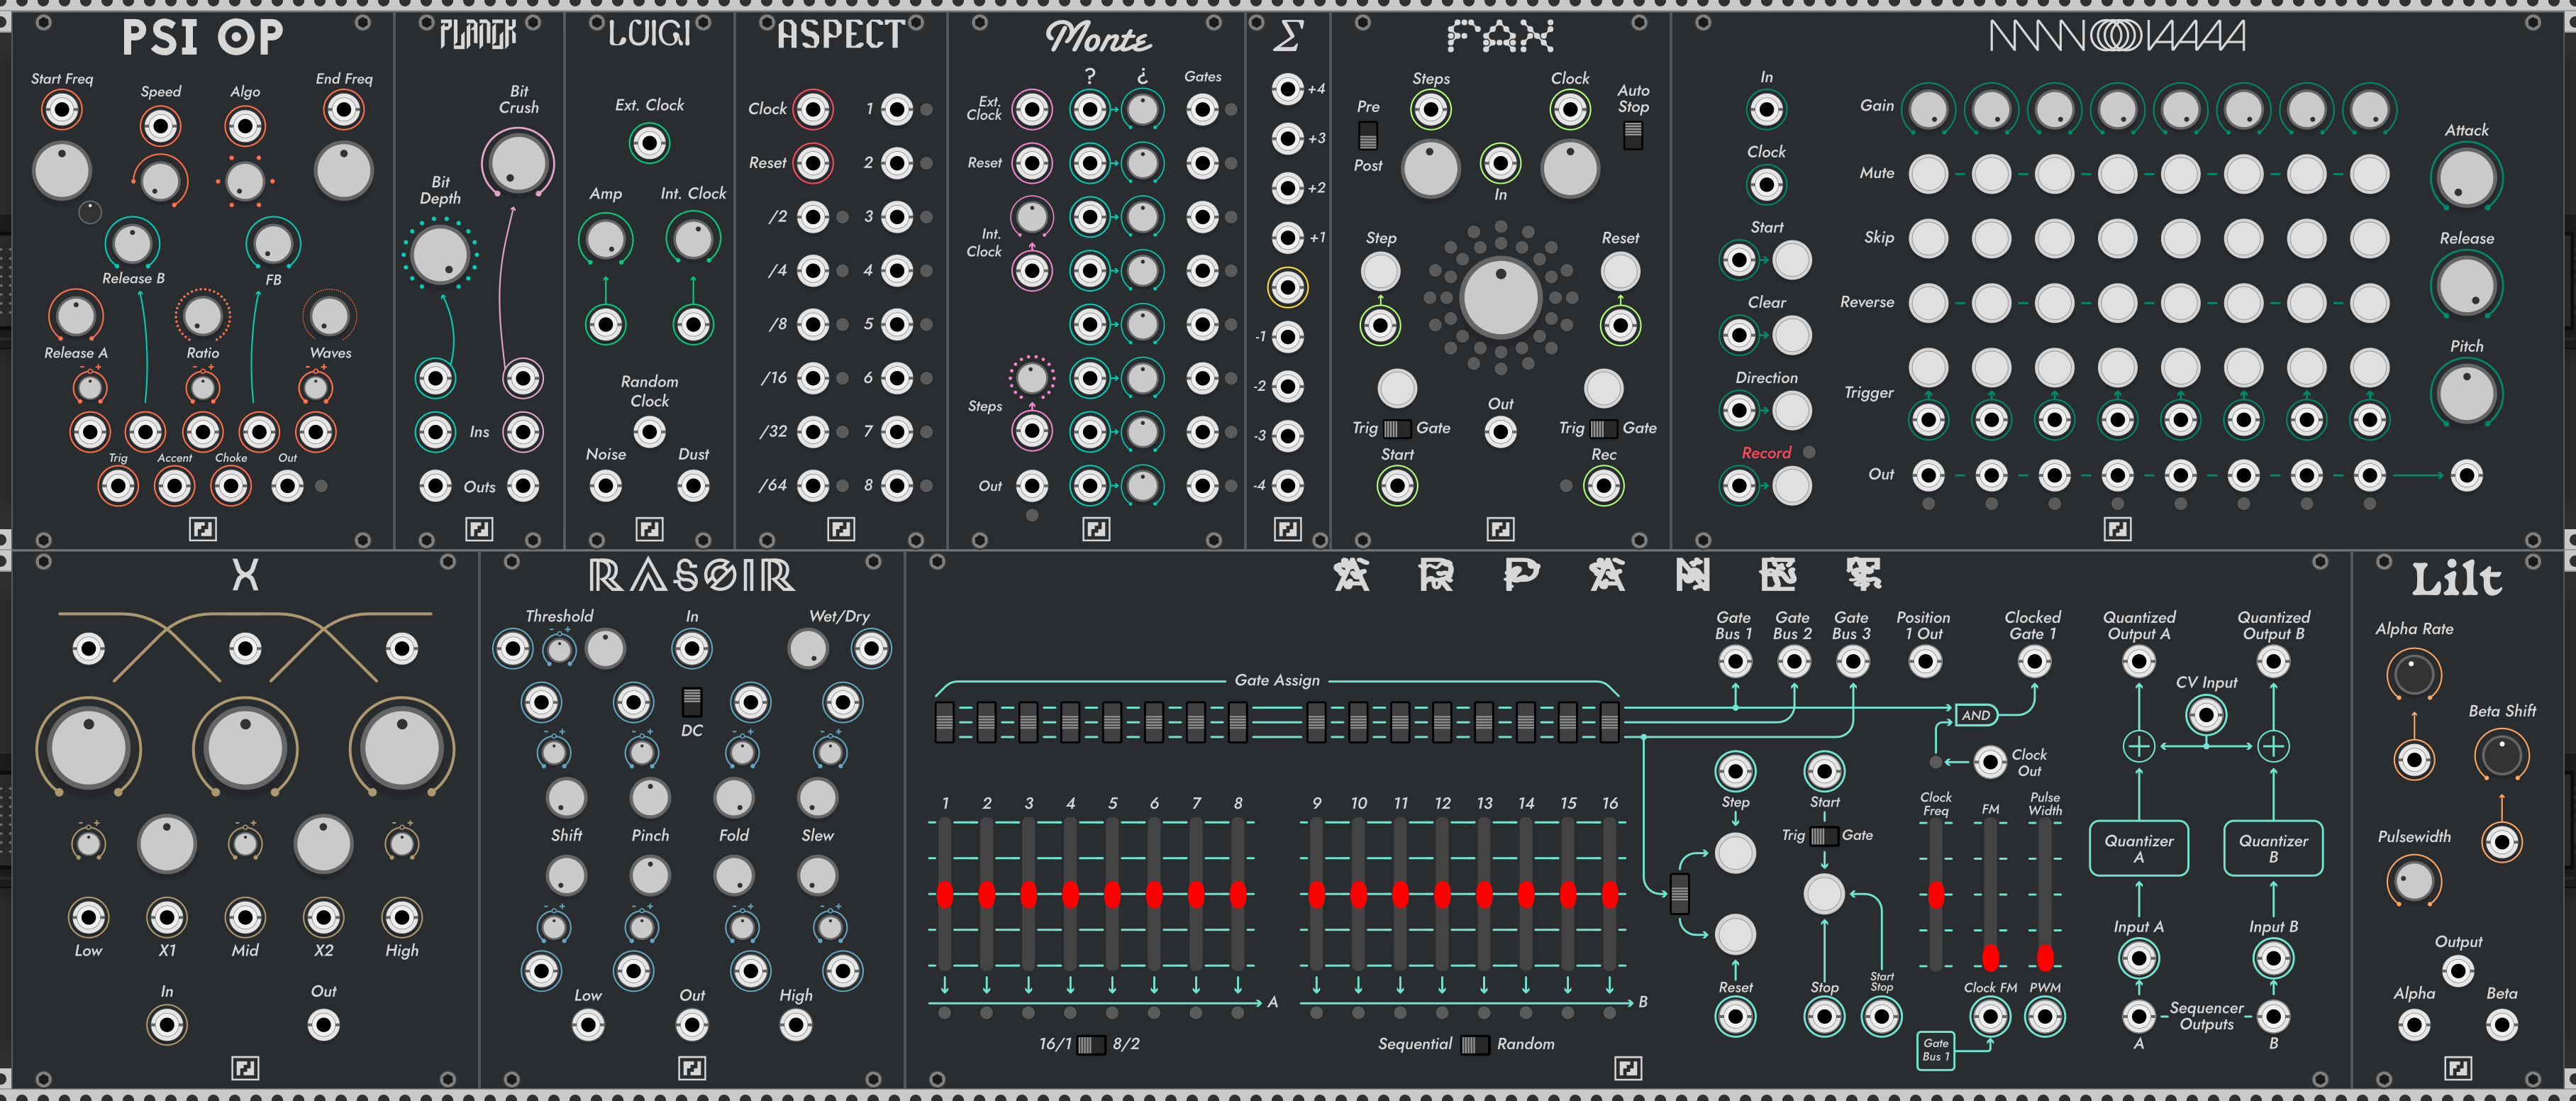 PSI OP
Start Freq
Speed
Algo
End Freq
Release B
FB
Release A
Ratio
Waves
- +
- +
- +
Trig
Accent
Choke
Out
PLANCK
Bit
Crush
Bit
Depth
Ins
Outs
LUIGI
Ext. Clock
Amp
Int. Clock
Random
Clock
Noise
Dust
ASPECT
Clock
1
Reset
2
/2
3
/4
4
/8
5
/16
6
/32
7
/64
8
Monte
?
¿
Gates
Ext.
Clock
Reset
Int.
Clock
Steps
Out
Σ
+4
+3
+2
+1
-1
-2
-3
-4
FAX
Steps
Clock
Pre
Post
Auto
Stop
In
Step
Reset
Trig
Gate
Out
Trig
Gate
Start
Rec
In
Clock
Start
Clear
Direction
Record
Gain
Mute
Skip
Reverse
Trigger
Out
Attack
Release
Pitch
X
- +
- +
- +
Low
X1
Mid
X2
High
In
Out
RASOIR
Threshold
- +
In
Wet/Dry
DC
- +
- +
- +
- +
Shift
Pinch
Fold
Slew
- +
- +
- +
- +
Low
Out
High
ARPANET
Gate
Bus 1
Gate
Bus 2
Gate
Bus 3
Position
1 Out
Clocked
Gate 1
Quantized
Output A
Quantized
Output B
Gate Assign
CV Input
AND
Clock
Out
Step
Start
Trig
Gate
Clock
Freq
FM
Pulse
Width
1 2 3 4 5 6 7 8
9 10 11 12 13 14 15 16
Quantizer
A
Quantizer
B
Input A
Input B
A
B
Reset
Stop
Start
Stop
Clock FM
PWM
Sequencer
Outputs
A
B
16/1
8/2
Sequential
Random
Gate
Bus 1
Lilt
Alpha Rate
Beta Shift
Pulsewidth
Output
Alpha
Beta